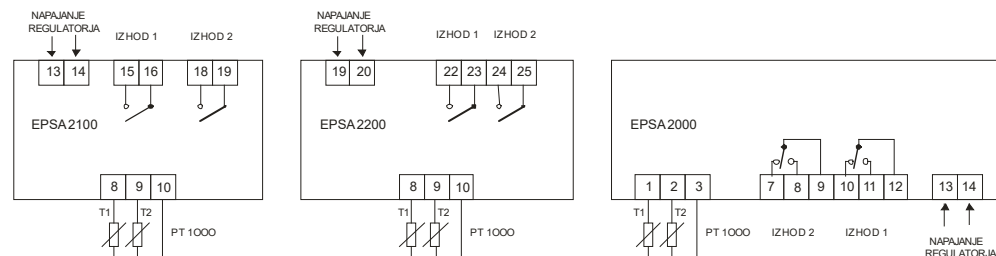 NAPAJANJE
REGULATORJA
IZHOD 1 IZHOD 2
13 14 15 16 18 19
EPSA 2100
8 9 10
T1 T2 PT 1000
NAPAJANJE
REGULATORJA
IZHOD 1 IZHOD 2
19 20 22 23 24 25
EPSA 2200
8 9 10
T1 T2 PT 1000
EPSA 2000
1 2 3 7 8 9 10 11 12 13 14
T1 T2 PT 1000 IZHOD 2 IZHOD 1
NAPAJANJE
REGULATORJA